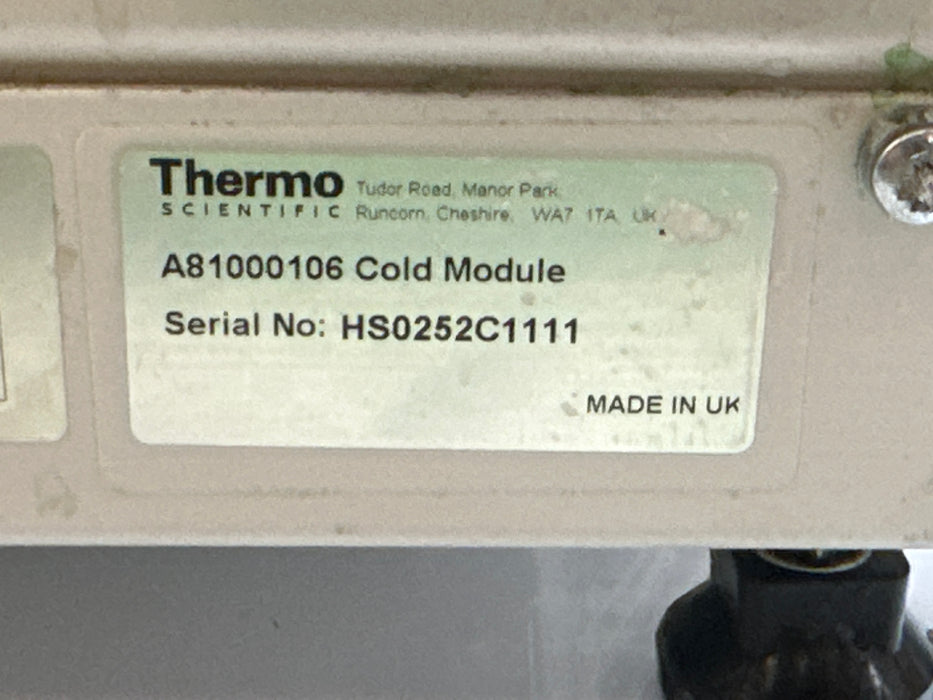 Thermo
SCIENTIFIC
Tudor Road, Manor Park
Runcorn, Cheshire, WA7 1TA, UK
A81000106 Cold Module
Serial No: HS0252C1111
MADE IN UK